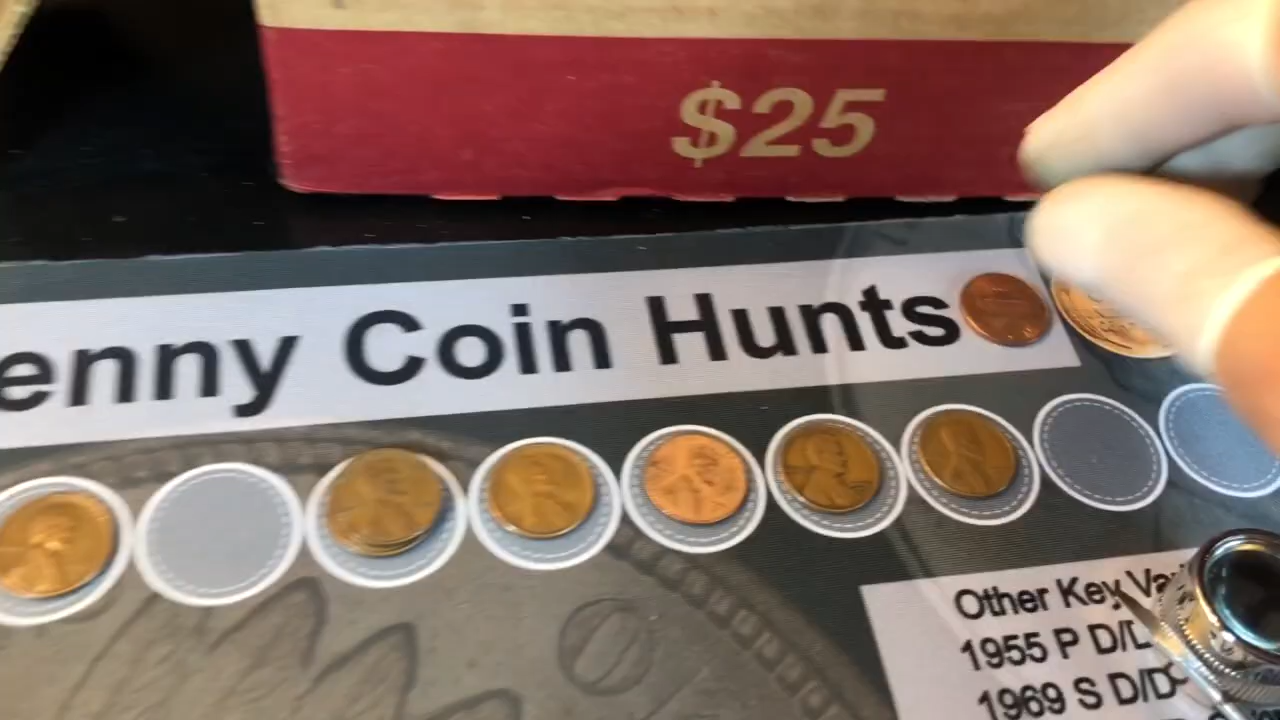 $25
enny Coin Hunts
Other Key Va
1955 P D/D
1969 S D/D